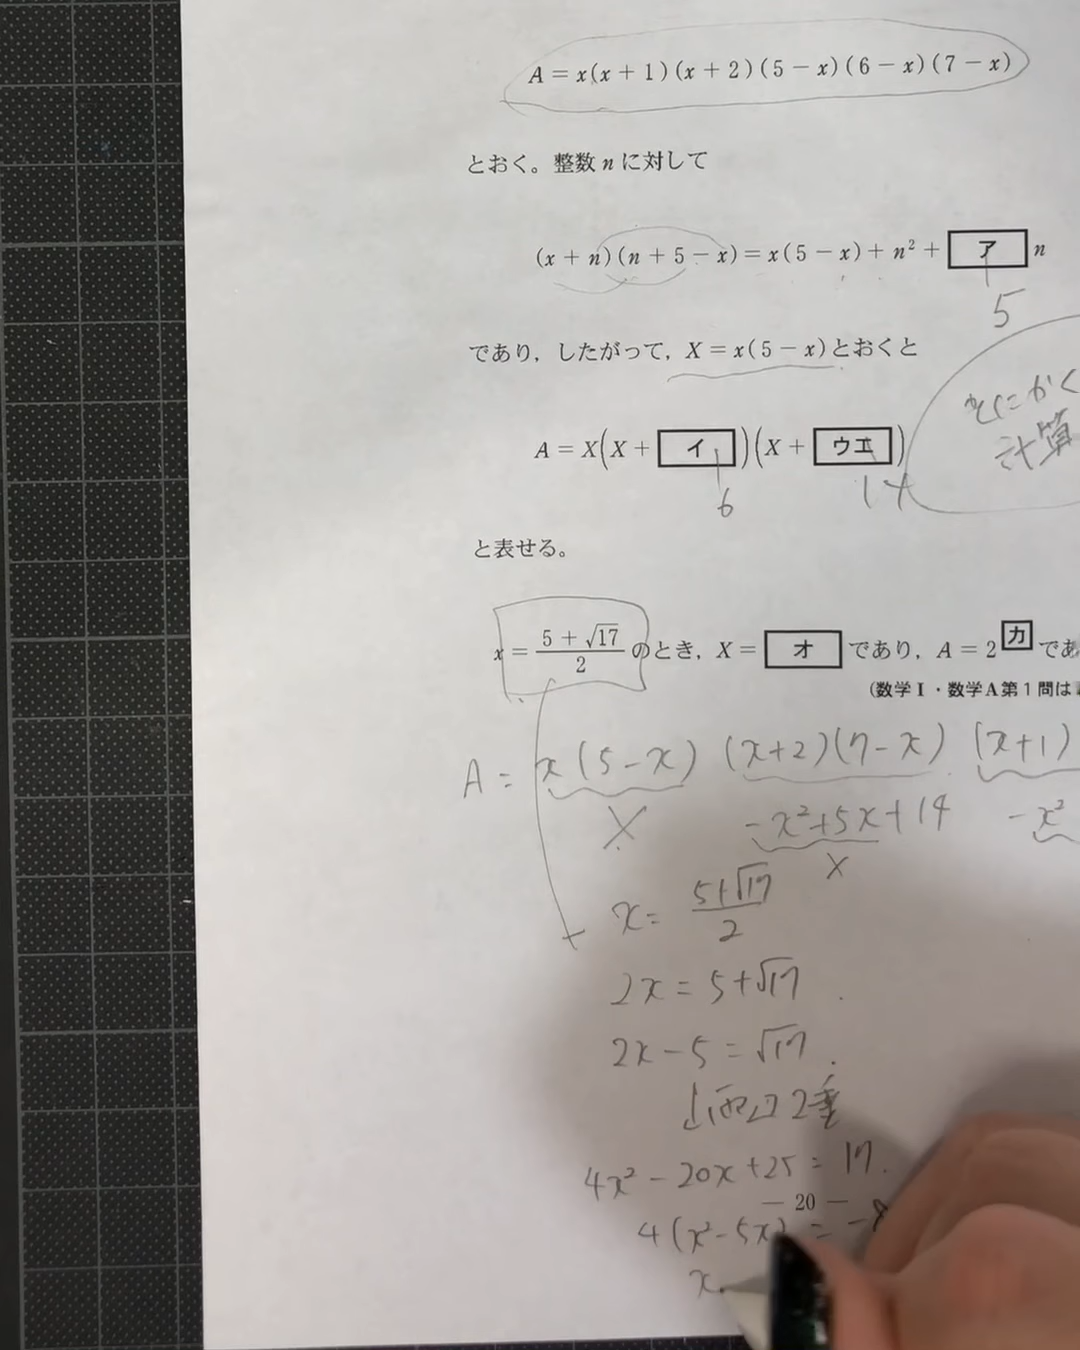 A = x(x + 1)(x + 2)(5 − x)(6 − x)(7 − x)
とおく。整数 n に対して
(x + n)(n + 5 − x) = x(5 − x) + n² + ア n
5
であり，したがって，X = x(5 − x)とおくと
とにかく
計算
A = X(X + イ)(X + ウエ)
6 14
と表せる。
x = (5 + √17)/2 のとき，X = オ であり，A = 2^カ であ
(数学Ⅰ・数学A第1問は
A = x(5−x) (x+2)(7−x) (x+1)
X −x²+5x+14 −x²
X
x = (5+√17)/2
2x = 5+√17
2x − 5 = √17
↓両辺2乗
4x² − 20x + 25 = 17
— 20 —
4(x² − 5x) = −8
x